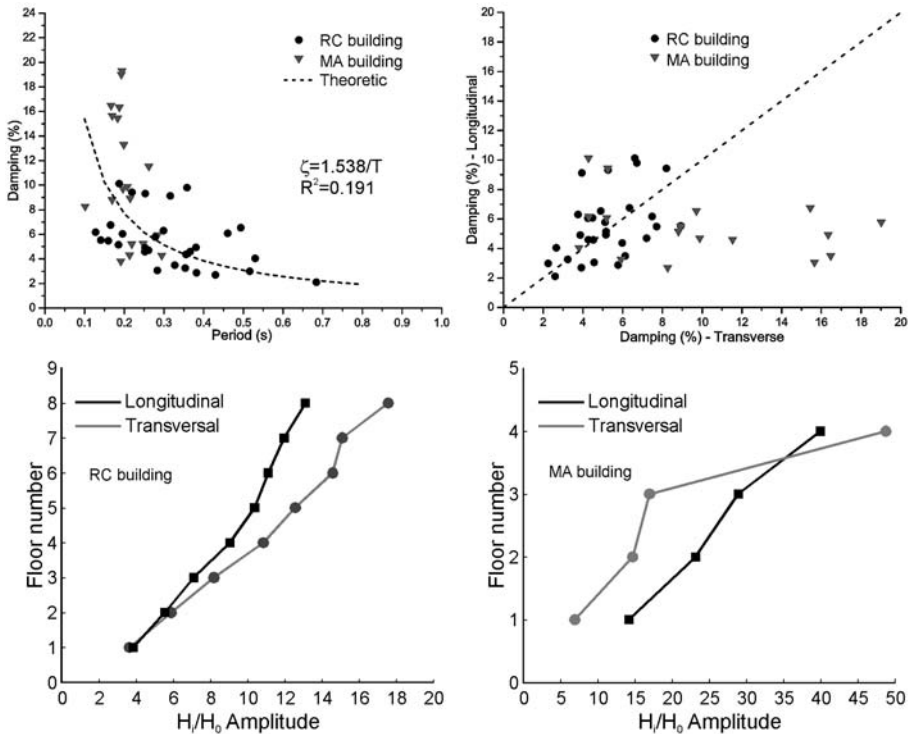 24
22
20
18
16
14
12
10
8
6
4
2
0
Damping (%)
RC building
MA building
Theoretic
ζ=1.538/T
R²=0.191
0.0 0.1 0.2 0.3 0.4 0.5 0.6 0.7 0.8 0.9 1.0
Period (s)
20
18
16
14
12
10
8
6
4
2
0
Damping (%) - Longitudinal
RC building
MA building
0 2 4 6 8 10 12 14 16 18 20
Damping (%) - Transverse
9
8
7
6
5
4
3
2
1
0
Floor number
Longitudinal
Transversal
RC building
0 2 4 6 8 10 12 14 16 18 20
Hᵢ/H₀ Amplitude
5
4
3
2
1
0
Floor number
Longitudinal
Transversal
MA building
0 5 10 15 20 25 30 35 40 45 50
Hᵢ/H₀ Amplitude